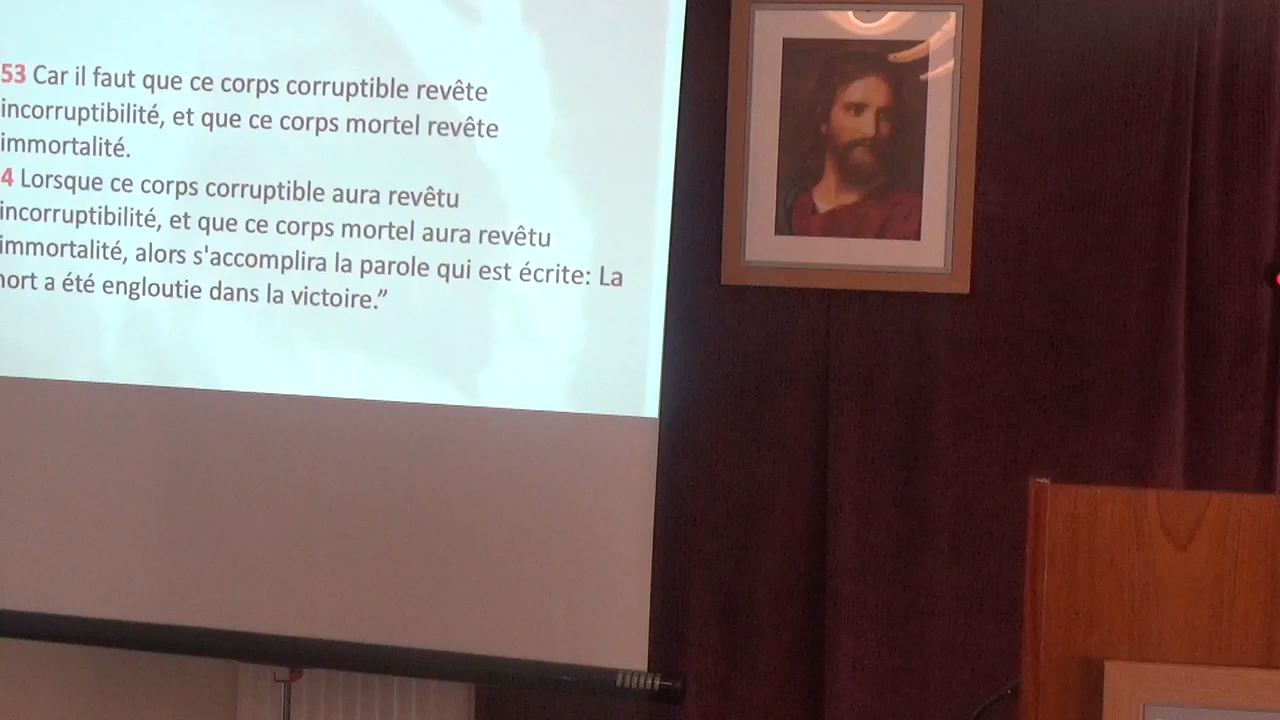 53 Car il faut que ce corps corruptible revête
incorruptibilité, et que ce corps mortel revête
immortalité.
4 Lorsque ce corps corruptible aura revêtu
incorruptibilité, et que ce corps mortel aura revêtu
immortalité, alors s'accomplira la parole qui est écrite: La
ort a été engloutie dans la victoire.”